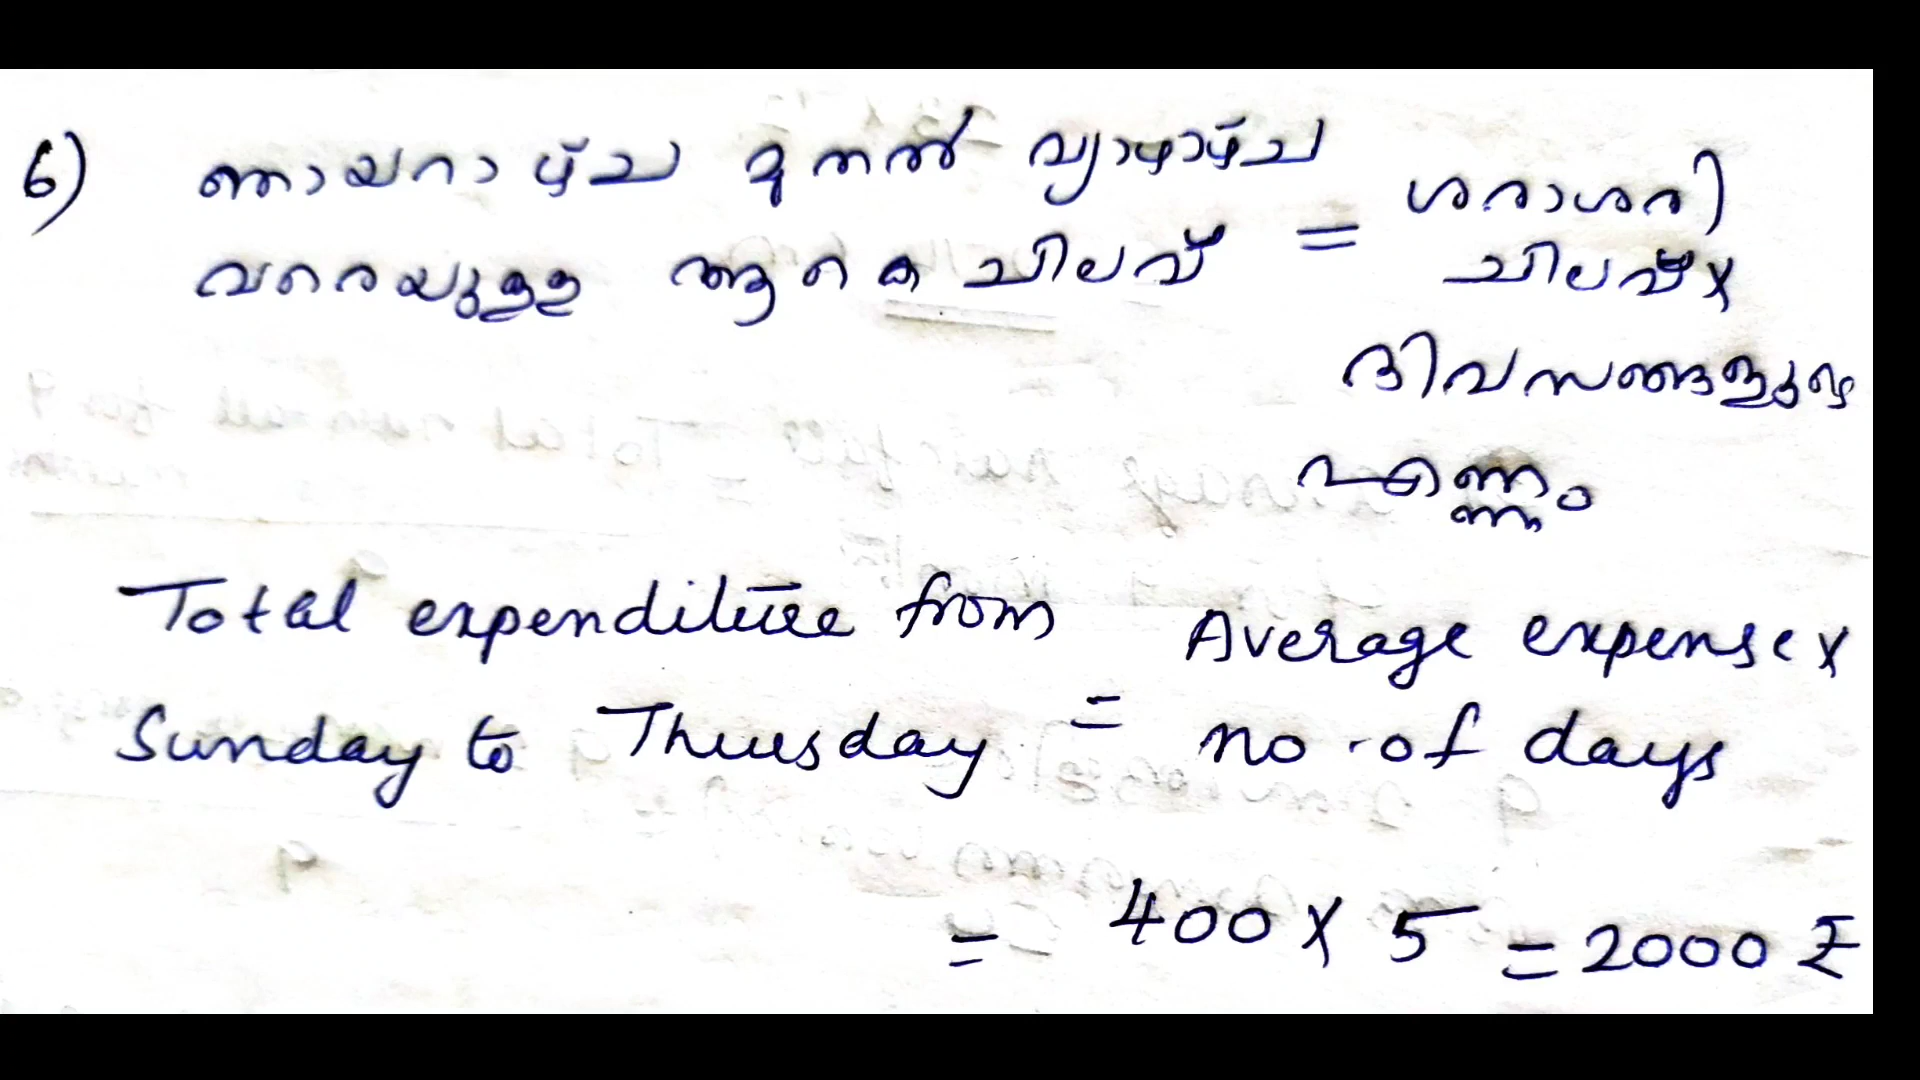 6) ഞായറാഴ്ച മുതൽ വ്യാഴാഴ്ച = ശരാശരി
വരെയുള്ള ആകെ ചിലവ് ചിലവ് x
ദിവസങ്ങളുടെ
എണ്ണം
Total expenditure from Average expense x
Sunday to Thursday = no. of days
= 400 x 5 = 2000 ₹